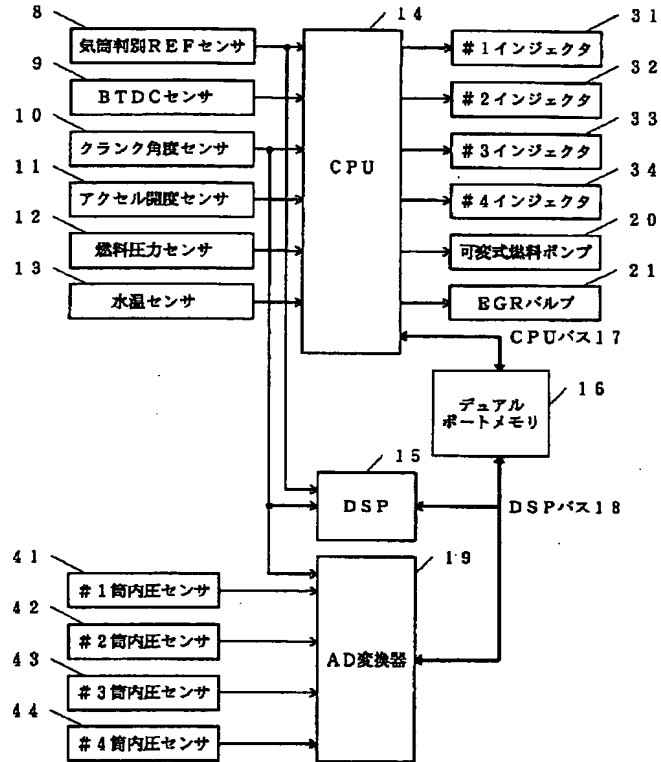 8
気筒判別REFセンサ
9
BTDCセンサ
10
クランク角度センサ
11
アクセル開度センサ
12
燃料圧力センサ
13
水温センサ
14
CPU
31
#1インジェクタ
32
#2インジェクタ
33
#3インジェクタ
34
#4インジェクタ
20
可変式燃料ポンプ
21
EGRバルブ
CPUバス17
デュアル
ポートメモリ
16
15
DSP
DSPバス18
41
#1筒内圧センサ
42
#2筒内圧センサ
43
#3筒内圧センサ
44
#4筒内圧センサ
19
AD変換器